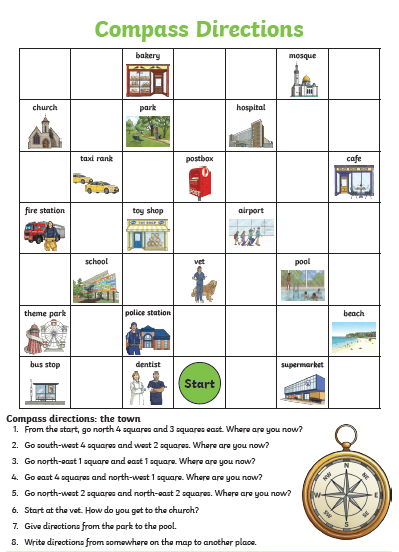 Compass Directions
bakery
mosque
church
park
hospital
taxi rank
postbox
cafe
fire station
toy shop
airport
school
vet
pool
theme park
police station
beach
bus stop
dentist
Start
supermarket
Compass directions: the town
1. From the start, go north 4 squares and 3 squares east. Where are you now?
2. Go south-west 4 squares and west 2 squares. Where are you now?
3. Go north-east 1 square and east 1 square. Where are you now?
4. Go east 4 squares and north-west 1 square. Where are you now?
5. Go north-west 2 squares and north-east 2 squares. Where are you now?
6. Start at the vet. How do you get to the church?
7. Give directions from the park to the pool.
8. Write directions from somewhere on the map to another place.
N
NE
E
SE
S
SW
W
NW